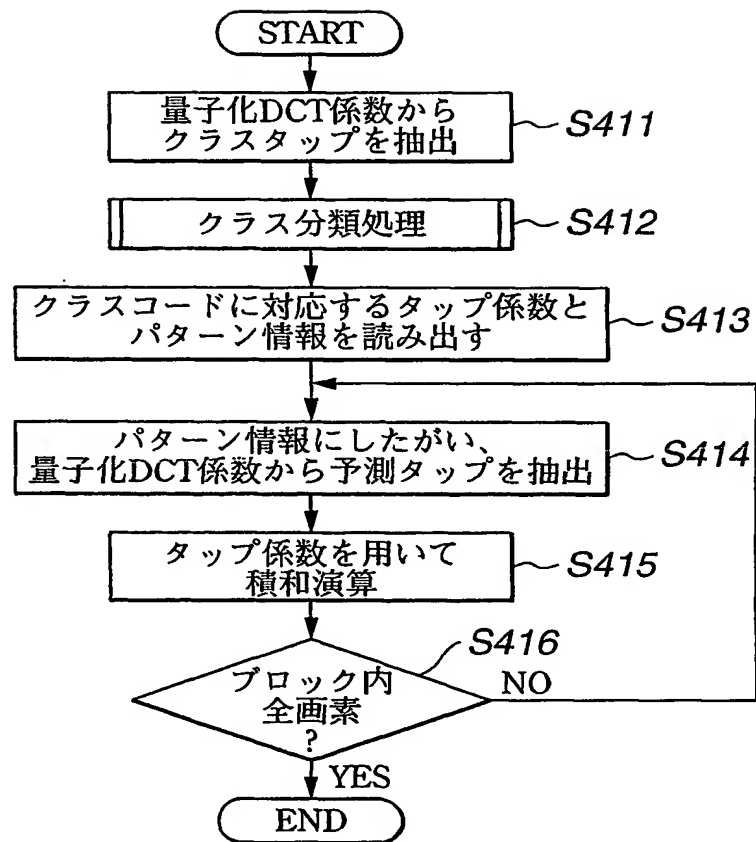 START
量子化DCT係数から
クラスタップを抽出
S411
クラス分類処理
S412
クラスコードに対応するタップ係数と
パターン情報を読み出す
S413
パターン情報にしたがい、
量子化DCT係数から予測タップを抽出
S414
タップ係数を用いて
積和演算
S415
S416
ブロック内
全画素
?
NO
YES
END